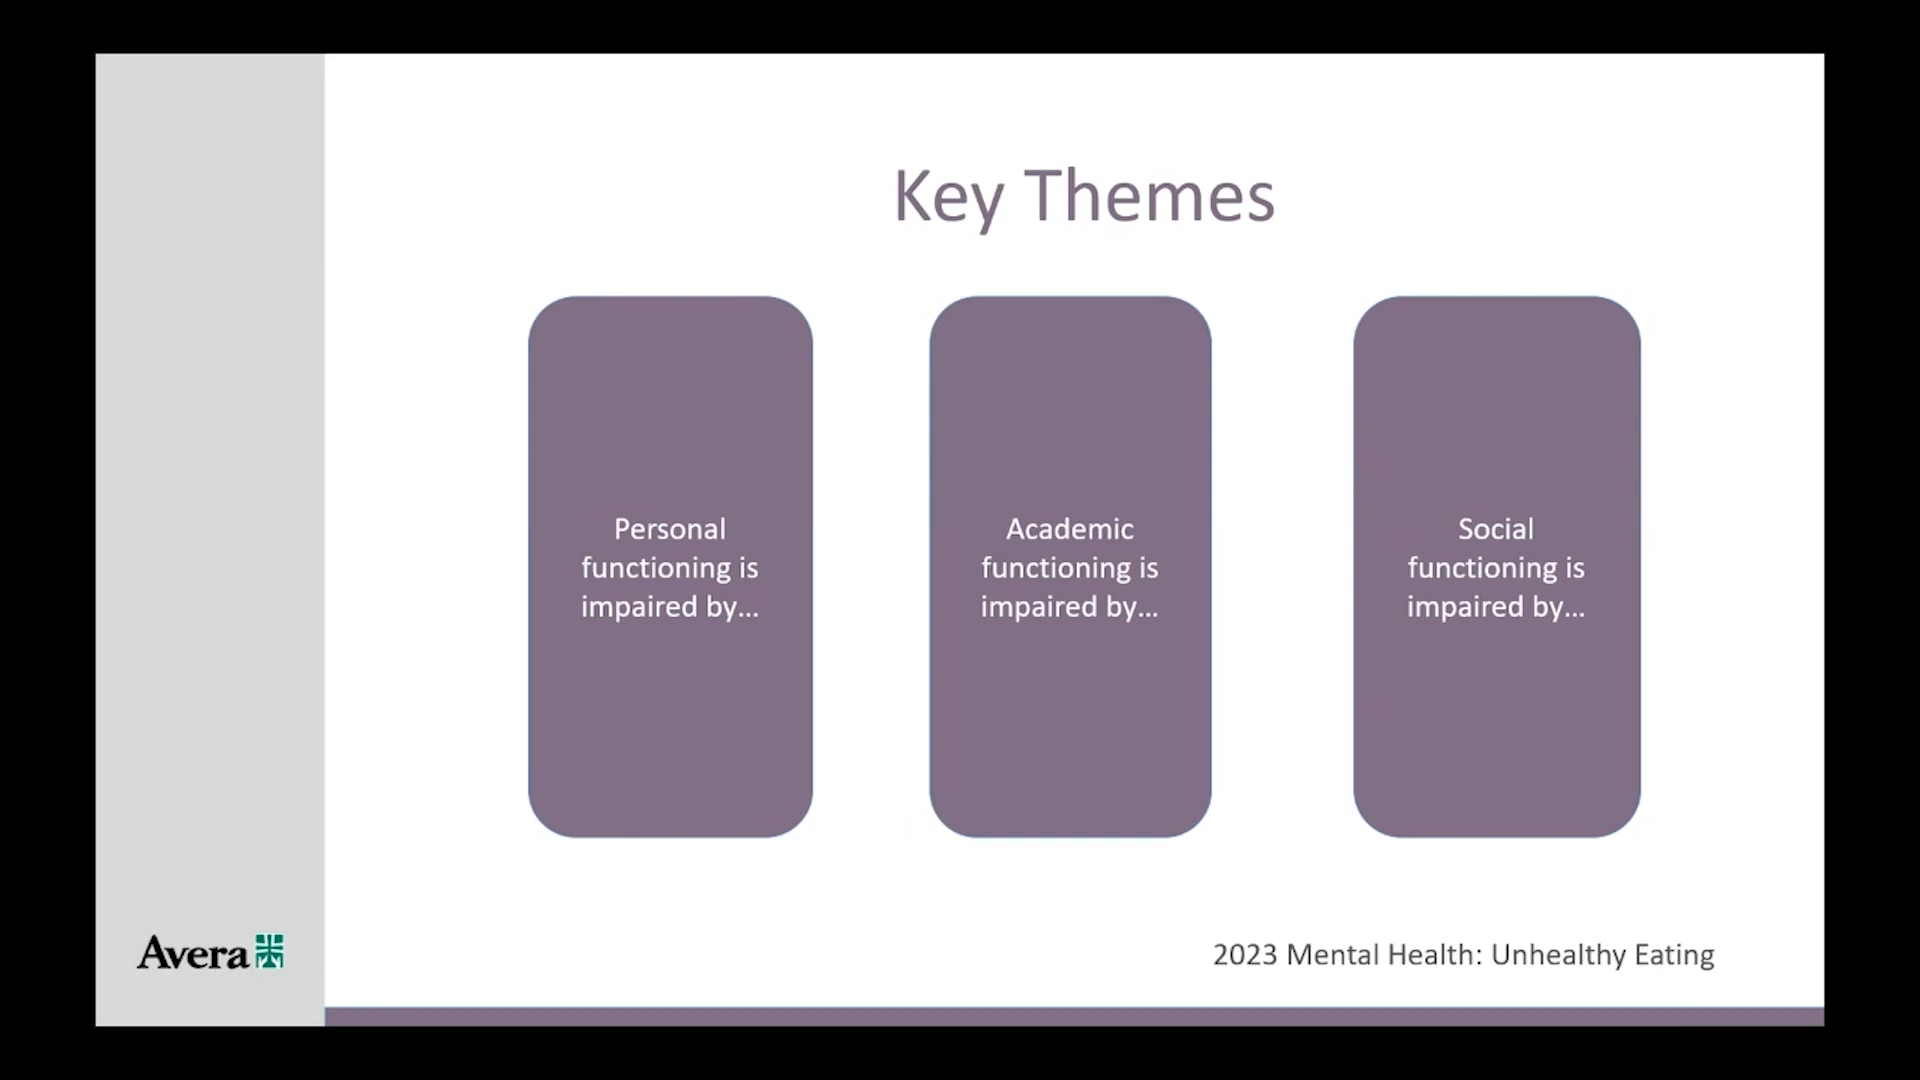 Key Themes
Personal
functioning is
impaired by...
Academic
functioning is
impaired by...
Social
functioning is
impaired by...
Avera
2023 Mental Health: Unhealthy Eating